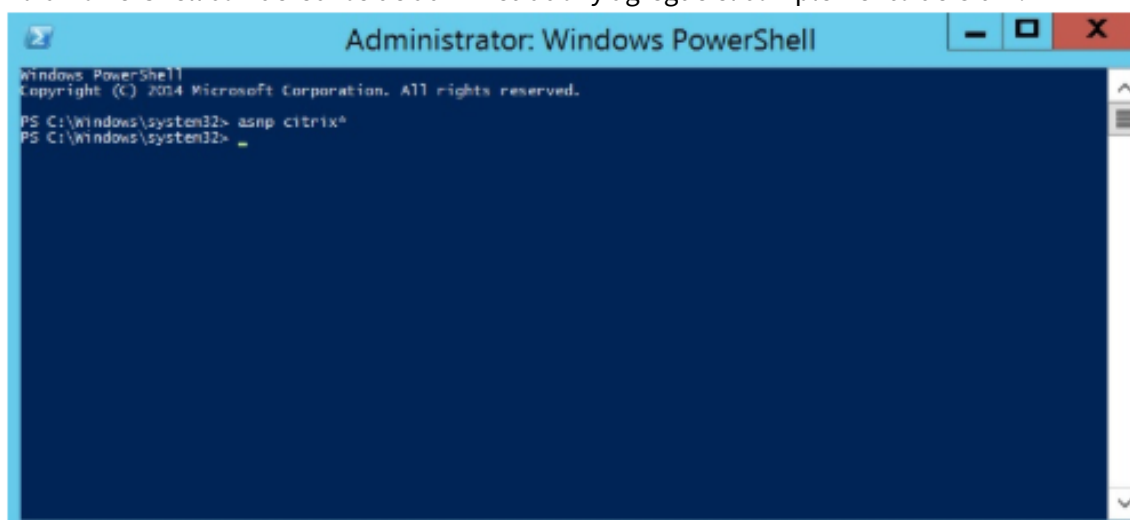 Administrator: Windows PowerShell
Windows PowerShell
Copyright (C) 2014 Microsoft Corporation. All rights reserved.
PS C:\Windows\system32> asnp citrix*
PS C:\Windows\system32> _